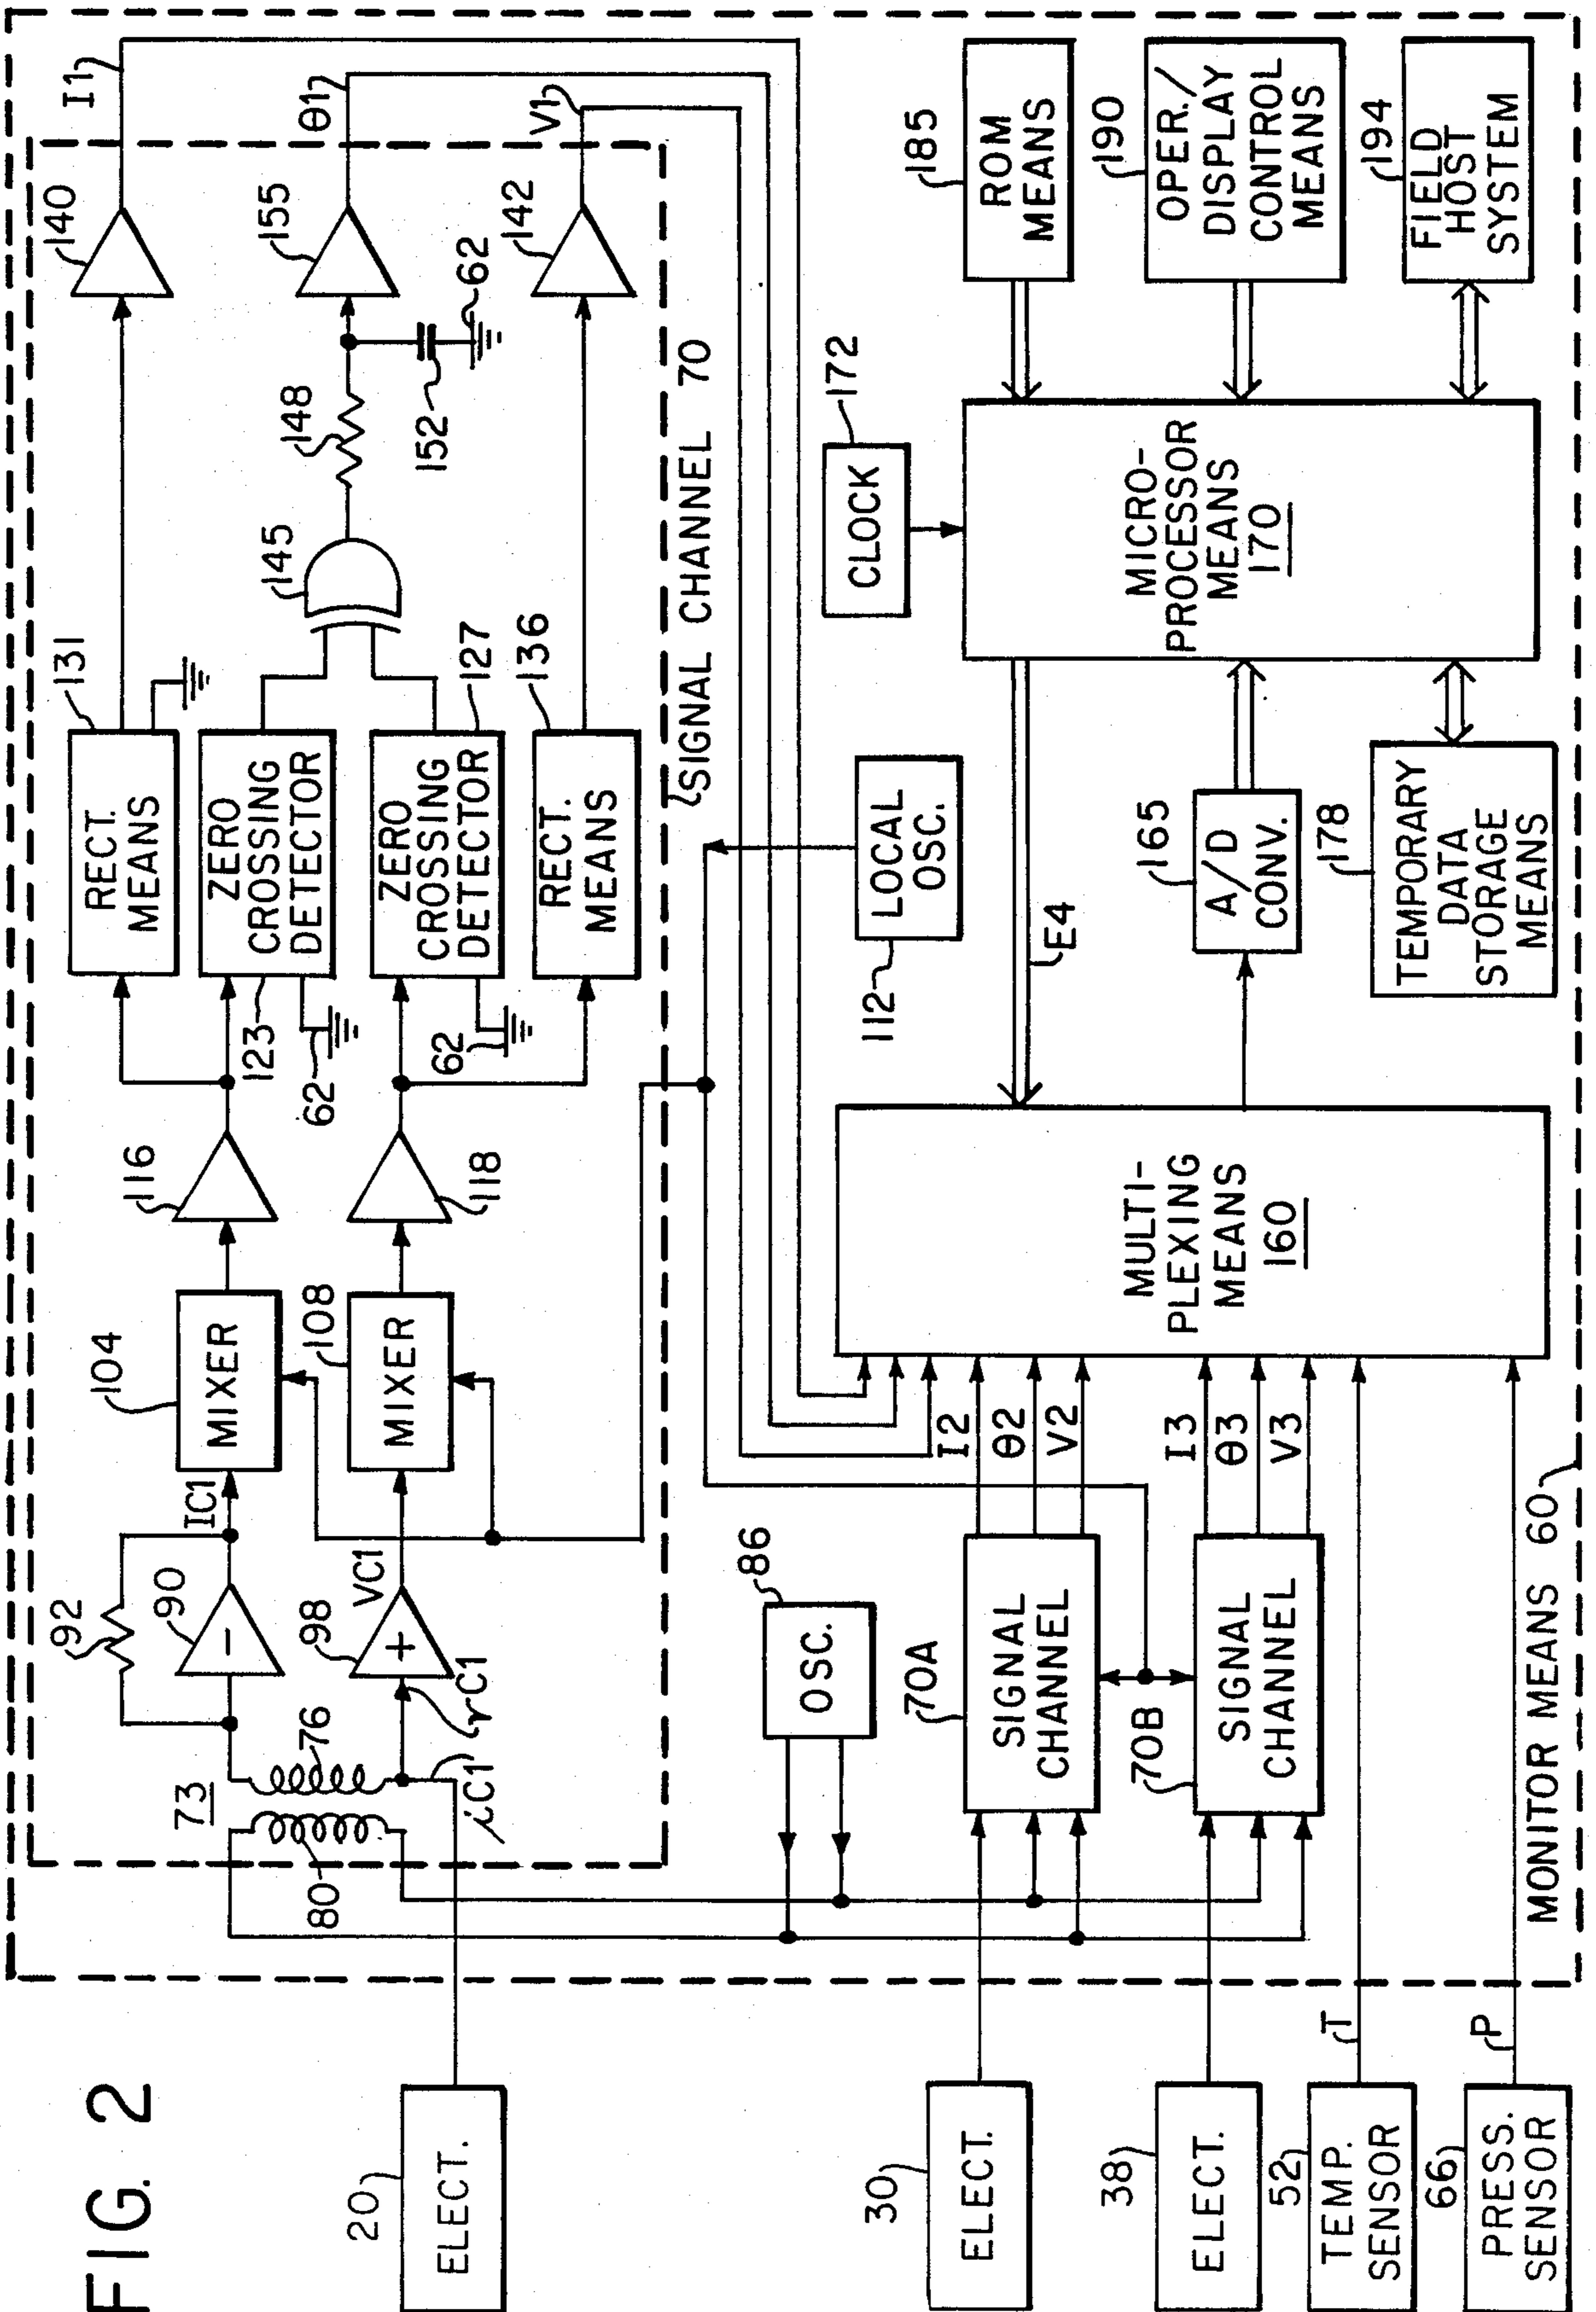 FIG. 2
20
ELECT.
30
ELECT.
38
ELECT.
52
TEMP.
SENSOR
T
66
PRESS.
SENSOR
P
MONITOR MEANS 60
73
80
76
iC1
92
90
−
IC1
98
+
VC1
104
MIXER
108
MIXER
116
118
123
ZERO
CROSSING
DETECTOR
62
127
ZERO
CROSSING
DETECTOR
62
131
RECT.
MEANS
136
RECT.
MEANS
145
148
152
62
140
155
142
I1
θ1
V1
SIGNAL CHANNEL 70
86
OSC.
70A
SIGNAL
CHANNEL
70B
SIGNAL
CHANNEL
I2
θ2
V2
I3
θ3
V3
MULTI-
PLEXING
MEANS
160
112
LOCAL
OSC.
E4
165
A/D
CONV.
178
TEMPORARY
DATA
STORAGE
MEANS
172
CLOCK
MICRO-
PROCESSOR
MEANS
170
185
ROM
MEANS
190
OPER./
DISPLAY
CONTROL
MEANS
194
FIELD
HOST
SYSTEM